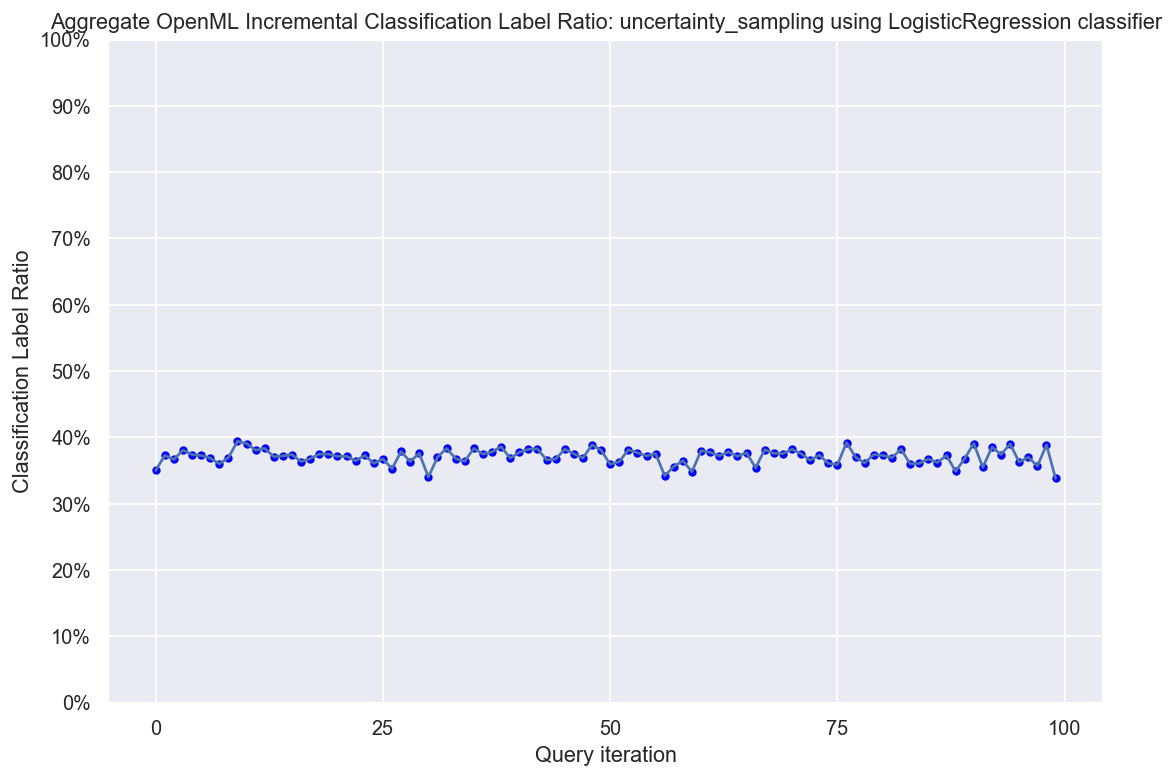 Aggregate OpenML Incremental Classification Label Ratio: uncertainty_sampling using LogisticRegression classifier
100%
90%
80%
70%
60%
50%
40%
30%
20%
10%
0%
Classification Label Ratio
0 25 50 75 100
Query iteration